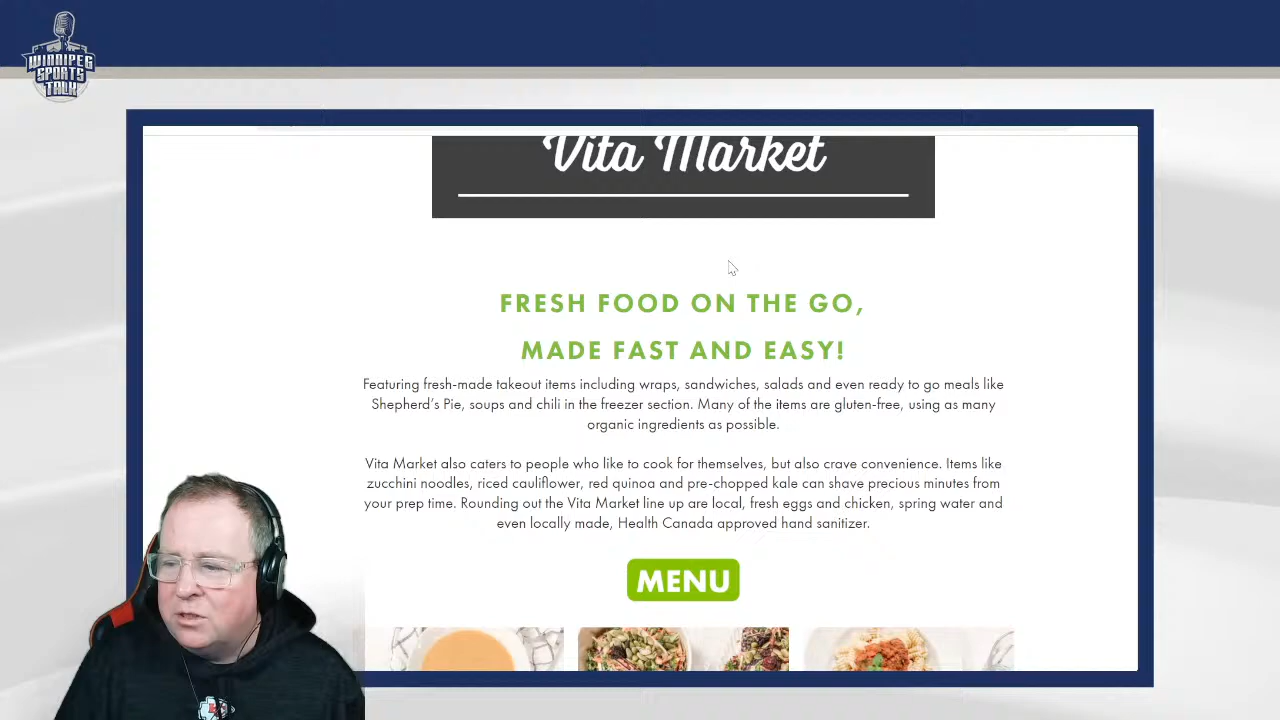 WINNIPEG
SPORTS
TALK
Vita Market
FRESH FOOD ON THE GO,
MADE FAST AND EASY!
Featuring fresh-made takeout items including wraps, sandwiches, salads and even ready to go meals like
Shepherd's Pie, soups and chili in the freezer section. Many of the items are gluten-free, using as many
organic ingredients as possible.
Vita Market also caters to people who like to cook for themselves, but also crave convenience. Items like
zucchini noodles, riced cauliflower, red quinoa and pre-chopped kale can shave precious minutes from
your prep time. Rounding out the Vita Market line up are local, fresh eggs and chicken, spring water and
even locally made, Health Canada approved hand sanitizer.
MENU